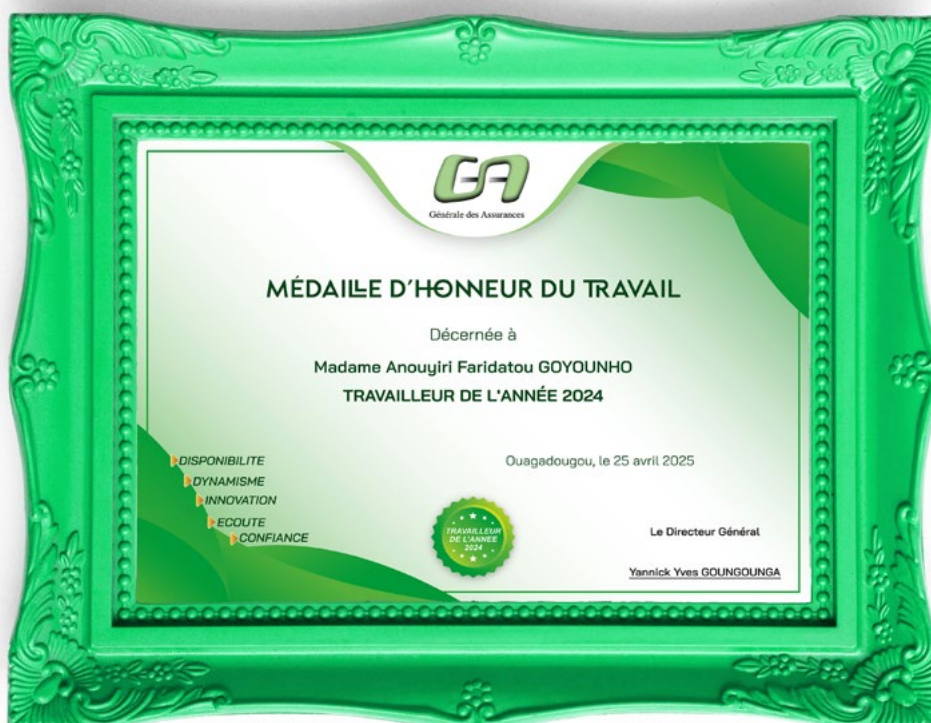 GA
Générale des Assurances
MÉDAILLE D'HONNEUR DU TRAVAIL
Décernée à
Madame Anouyiri Faridatou GOYOUNHO
TRAVAILLEUR DE L'ANNÉE 2024
DISPONIBILITE
DYNAMISME
INNOVATION
ECOUTE
CONFIANCE
Ouagadougou, le 25 avril 2025
TRAVAILLEUR
DE L'ANNEE
2024
Le Directeur Général
Yannick Yves GOUNGOUNGA